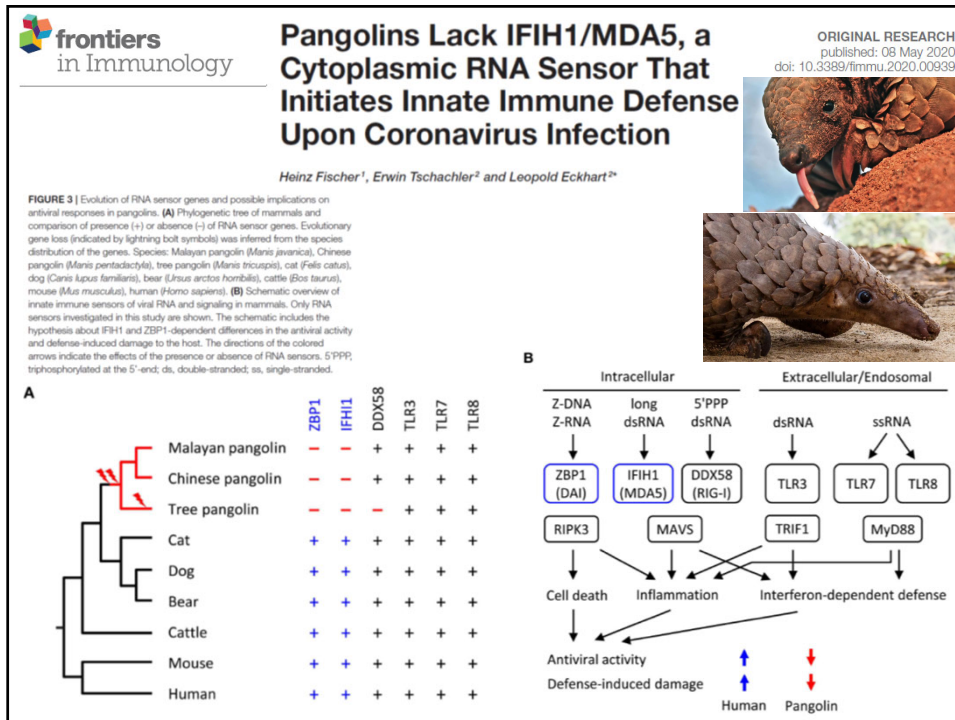 frontiers
in Immunology
Pangolins Lack IFIH1/MDA5, a
Cytoplasmic RNA Sensor That
Initiates Innate Immune Defense
Upon Coronavirus Infection
ORIGINAL RESEARCH
published: 08 May 2020
doi: 10.3389/fimmu.2020.00939
Heinz Fischer¹, Erwin Tschachler² and Leopold Eckhart²*
FIGURE 3 | Evolution of RNA sensor genes and possible implications on
antiviral responses in pangolins. (A) Phylogenetic tree of mammals and
comparison of presence (+) or absence (–) of RNA sensor genes. Evolutionary
gene loss (indicated by lightning bolt symbols) was inferred from the species
distribution of the genes. Species: Malayan pangolin (Manis javanica), Chinese
pangolin (Manis pentadactyla), tree pangolin (Manis tricuspis), cat (Felis catus),
dog (Canis lupus familiaris), bear (Ursus arctos horribilis), cattle (Bos taurus),
mouse (Mus musculus), human (Homo sapiens). (B) Schematic overview of
innate immune sensors of viral RNA and signaling in mammals. Only RNA
sensors investigated in this study are shown. The schematic includes the
hypothesis about IFIH1 and ZBP1-dependent differences in the antiviral activity
and defense-induced damage to the host. The directions of the colored
arrows indicate the effects of the presence or absence of RNA sensors. 5'PPP,
triphosphorylated at the 5'-end; ds, double-stranded; ss, single-stranded.
A
ZBP1 IFHI1 DDX58 TLR3 TLR7 TLR8
Malayan pangolin – – + + + +
Chinese pangolin – – + + + +
Tree pangolin – – – + + +
Cat + + + + + +
Dog + + + + + +
Bear + + + + + +
Cattle + + + + + +
Mouse + + + + + +
Human + + + + + +
B
Intracellular Extracellular/Endosomal
Z-DNA long 5'PPP
Z-RNA dsRNA dsRNA dsRNA ssRNA
ZBP1 IFIH1 DDX58 TLR3 TLR7 TLR8
(DAI) (MDA5) (RIG-I)
RIPK3 MAVS TRIF1 MyD88
Cell death Inflammation Interferon-dependent defense
Antiviral activity
Defense-induced damage
Human Pangolin